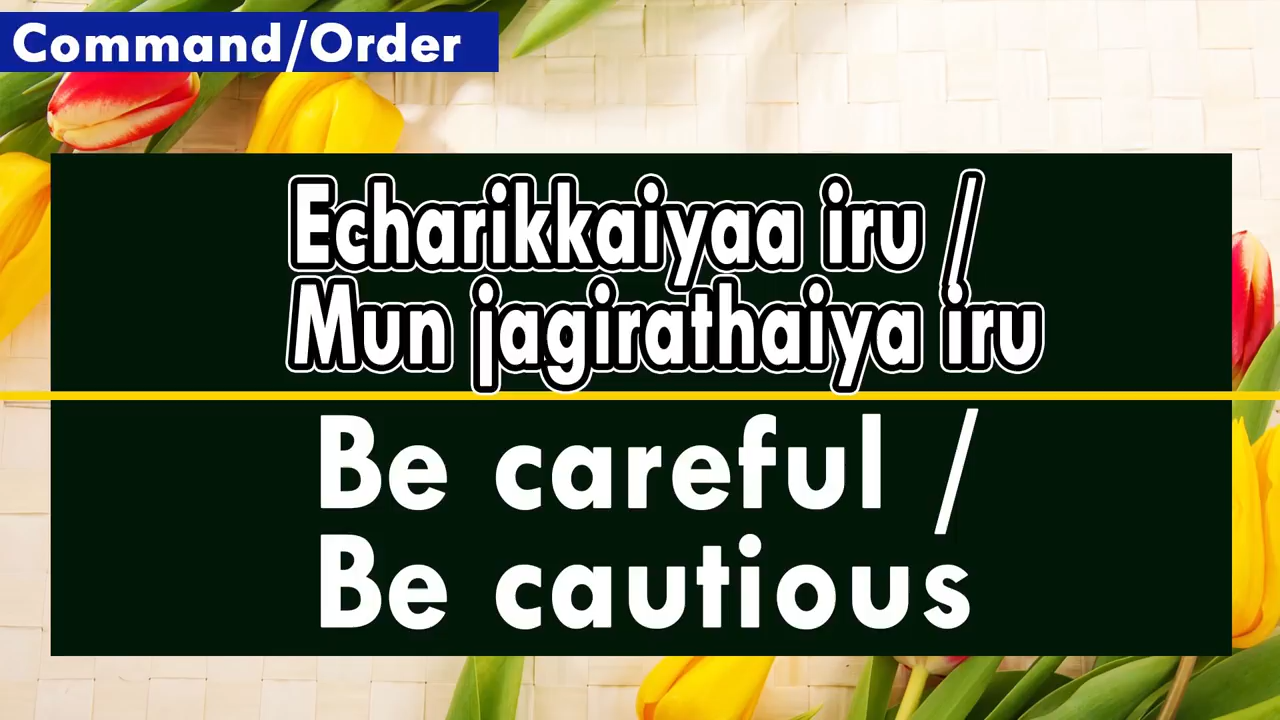 Command/Order
Echarikkaiyaa iru /
Mun jagirathaiya iru
Be careful /
Be cautious